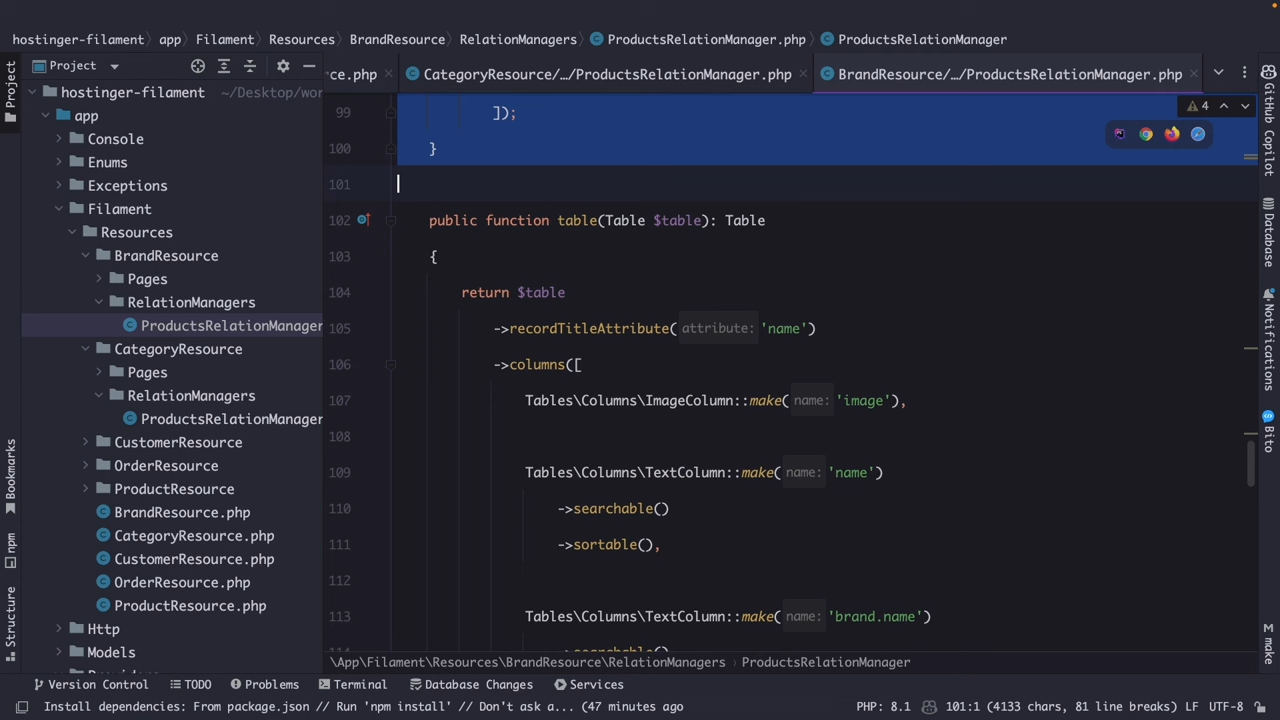 hostinger-filament
app
Filament
Resources
BrandResource
RelationManagers
ProductsRelationManager.php
ProductsRelationManager
Project
ce.php
CategoryResource/…/ProductsRelationManager.php
BrandResource/…/ProductsRelationManager.php
Project
hostinger-filament ~/Desktop/wor
app
Console
Enums
Exceptions
Filament
Resources
BrandResource
Pages
RelationManagers
ProductsRelationManager
CategoryResource
Pages
RelationManagers
ProductsRelationManager
CustomerResource
OrderResource
ProductResource
BrandResource.php
CategoryResource.php
CustomerResource.php
OrderResource.php
ProductResource.php
Http
Models
99 ]);
4
100 }
101
102 public function table(Table $table): Table
103 {
104 return $table
105 ->recordTitleAttribute( attribute: 'name')
106 ->columns([
107 Tables\Columns\ImageColumn::make( name: 'image'),
108
109 Tables\Columns\TextColumn::make( name: 'name')
110 ->searchable()
111 ->sortable(),
112
113 Tables\Columns\TextColumn::make( name: 'brand.name')
->searchable()
\App\Filament\Resources\BrandResource\RelationManagers
ProductsRelationManager
Bookmarks
npm
Structure
GitHub Copilot
Database
Notifications
Bito
make
M
Version Control
TODO
Problems
Terminal
Database Changes
Services
Install dependencies: From package.json // Run 'npm install' // Don't ask a... (47 minutes ago
PHP: 8.1
101:1 (4133 chars, 81 line breaks)
LF
UTF-8